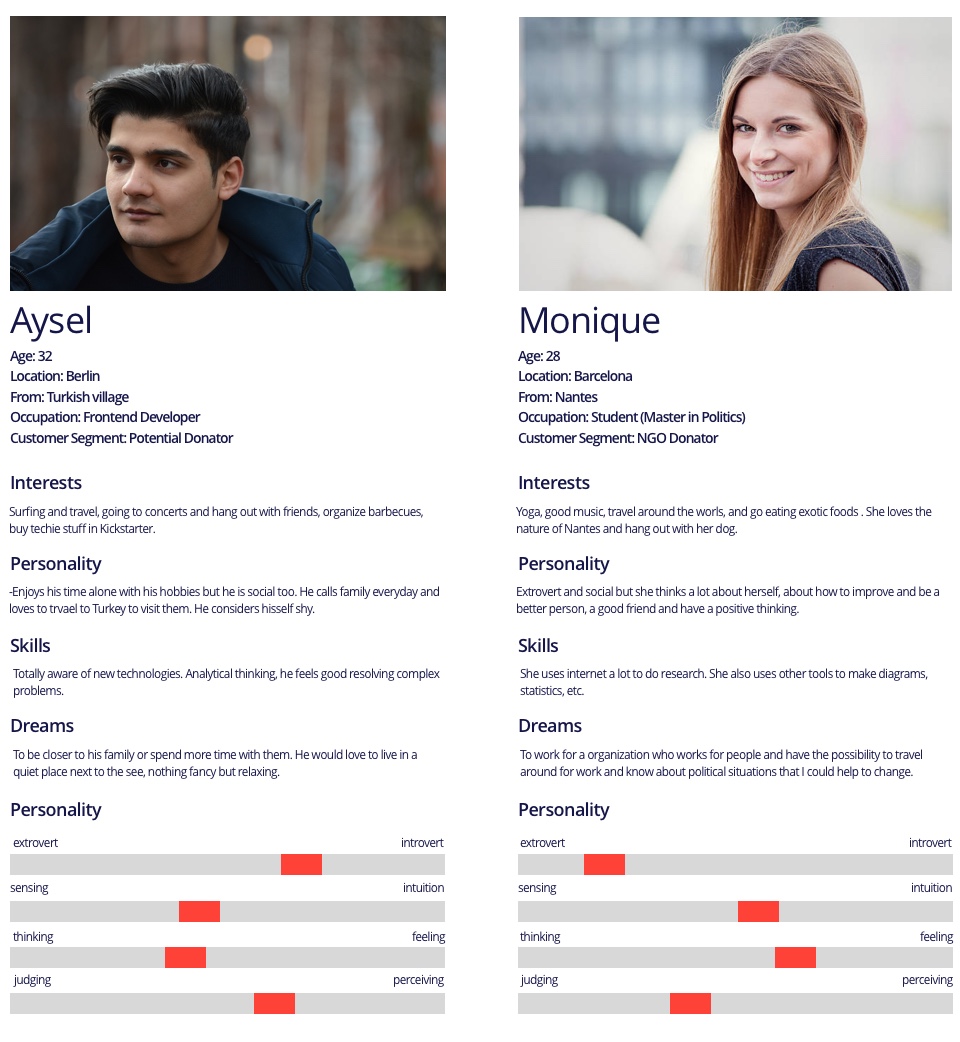 Aysel
Age: 32
Location: Berlin
From: Turkish village
Occupation: Frontend Developer
Customer Segment: Potential Donator
Interests
Surfing and travel, going to concerts and hang out with friends, organize barbecues,
buy techie stuff in Kickstarter.
Personality
-Enjoys his time alone with his hobbies but he is social too. He calls family everyday and
loves to trvael to Turkey to visit them. He considers hisself shy.
Skills
Totally aware of new technologies. Analytical thinking, he feels good resolving complex
problems.
Dreams
To be closer to his family or spend more time with them. He would love to live in a
quiet place next to the see, nothing fancy but relaxing.
Personality
extrovert introvert
sensing intuition
thinking feeling
judging perceiving
Monique
Age: 28
Location: Barcelona
From: Nantes
Occupation: Student (Master in Politics)
Customer Segment: NGO Donator
Interests
Yoga, good music, travel around the worls, and go eating exotic foods . She loves the
nature of Nantes and hang out with her dog.
Personality
Extrovert and social but she thinks a lot about herself, about how to improve and be a
better person, a good friend and have a positive thinking.
Skills
She uses internet a lot to do research. She also uses other tools to make diagrams,
statistics, etc.
Dreams
To work for a organization who works for people and have the possibility to travel
around for work and know about political situations that I could help to change.
Personality
extrovert introvert
sensing intuition
thinking feeling
judging perceiving